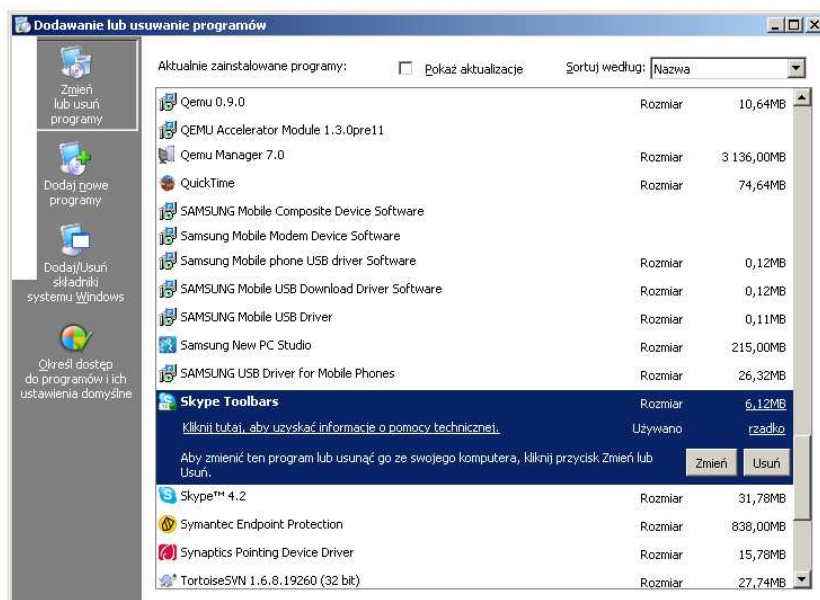 Dodawanie lub usuwanie programów
Zmień
lub usuń
programy
Dodaj nowe
programy
Dodaj/Usuń
składniki
systemu Windows
Określ dostęp
do programów i ich
ustawienia domyślne
Aktualnie zainstalowane programy: Pokaż aktualizacje Sortuj według: Nazwa
Qemu 0.9.0 Rozmiar 10,64MB
QEMU Accelerator Module 1.3.0pre11
Qemu Manager 7.0 Rozmiar 3 136,00MB
QuickTime Rozmiar 74,64MB
SAMSUNG Mobile Composite Device Software
Samsung Mobile Modem Device Software
Samsung Mobile phone USB driver Software Rozmiar 0,12MB
SAMSUNG Mobile USB Download Driver Software Rozmiar 0,12MB
SAMSUNG Mobile USB Driver Rozmiar 0,11MB
Samsung New PC Studio Rozmiar 215,00MB
SAMSUNG USB Driver for Mobile Phones Rozmiar 26,32MB
Skype Toolbars Rozmiar 6,12MB
Kliknij tutaj, aby uzyskać informacje o pomocy technicznej. Używano rzadko
Aby zmienić ten program lub usunąć go ze swojego komputera, kliknij przycisk Zmień lub
Usuń.
Zmień Usuń
Skype™ 4.2 Rozmiar 31,78MB
Symantec Endpoint Protection Rozmiar 838,00MB
Synaptics Pointing Device Driver Rozmiar 15,78MB
TortoiseSVN 1.6.8.19260 (32 bit) Rozmiar 27,74MB